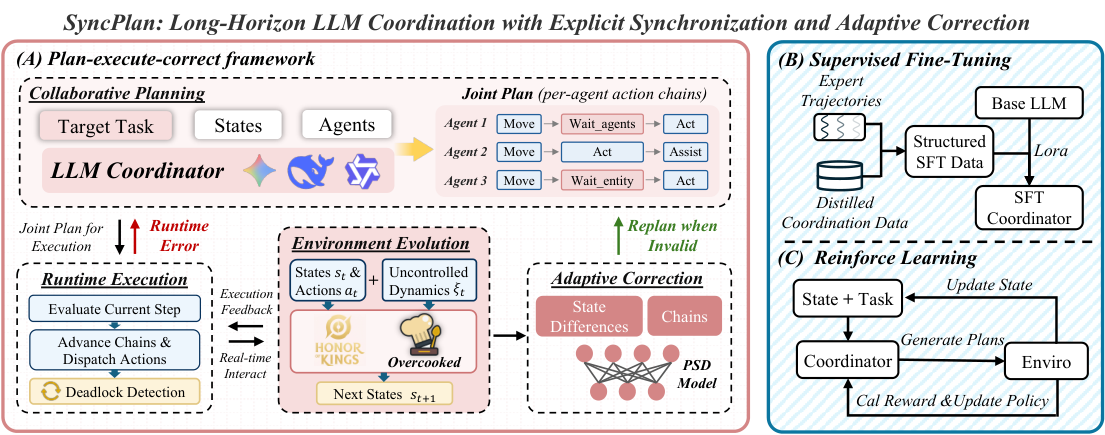 SyncPlan: Long-Horizon LLM Coordination with Explicit Synchronization and Adaptive Correction
(A) Plan-execute-correct framework
Collaborative Planning
Target Task
States
Agents
LLM Coordinator
Joint Plan (per-agent action chains)
Agent 1
Move
Wait_agents
Act
Agent 2
Move
Act
Assist
Agent 3
Move
Wait_entity
Act
Joint Plan for
Execution
Runtime
Error
Replan when
Invalid
Runtime Execution
Evaluate Current Step
Advance Chains &
Dispatch Actions
Deadlock Detection
Execution
Feedback
Real-time
Interact
Environment Evolution
States s_t &
Actions a_t
+
Uncontrolled
Dynamics ξ_t
HONOR
OF KINGS
Overcooked
Next States s_{t+1}
Adaptive Correction
State
Differences
Chains
PSD
Model
(B) Supervised Fine-Tuning
Expert
Trajectories
Distilled
Coordination Data
Structured
SFT Data
Base LLM
Lora
SFT
Coordinator
(C) Reinforce Learning
State + Task
Update State
Coordinator
Generate Plans
Enviro
Cal Reward &Update Policy